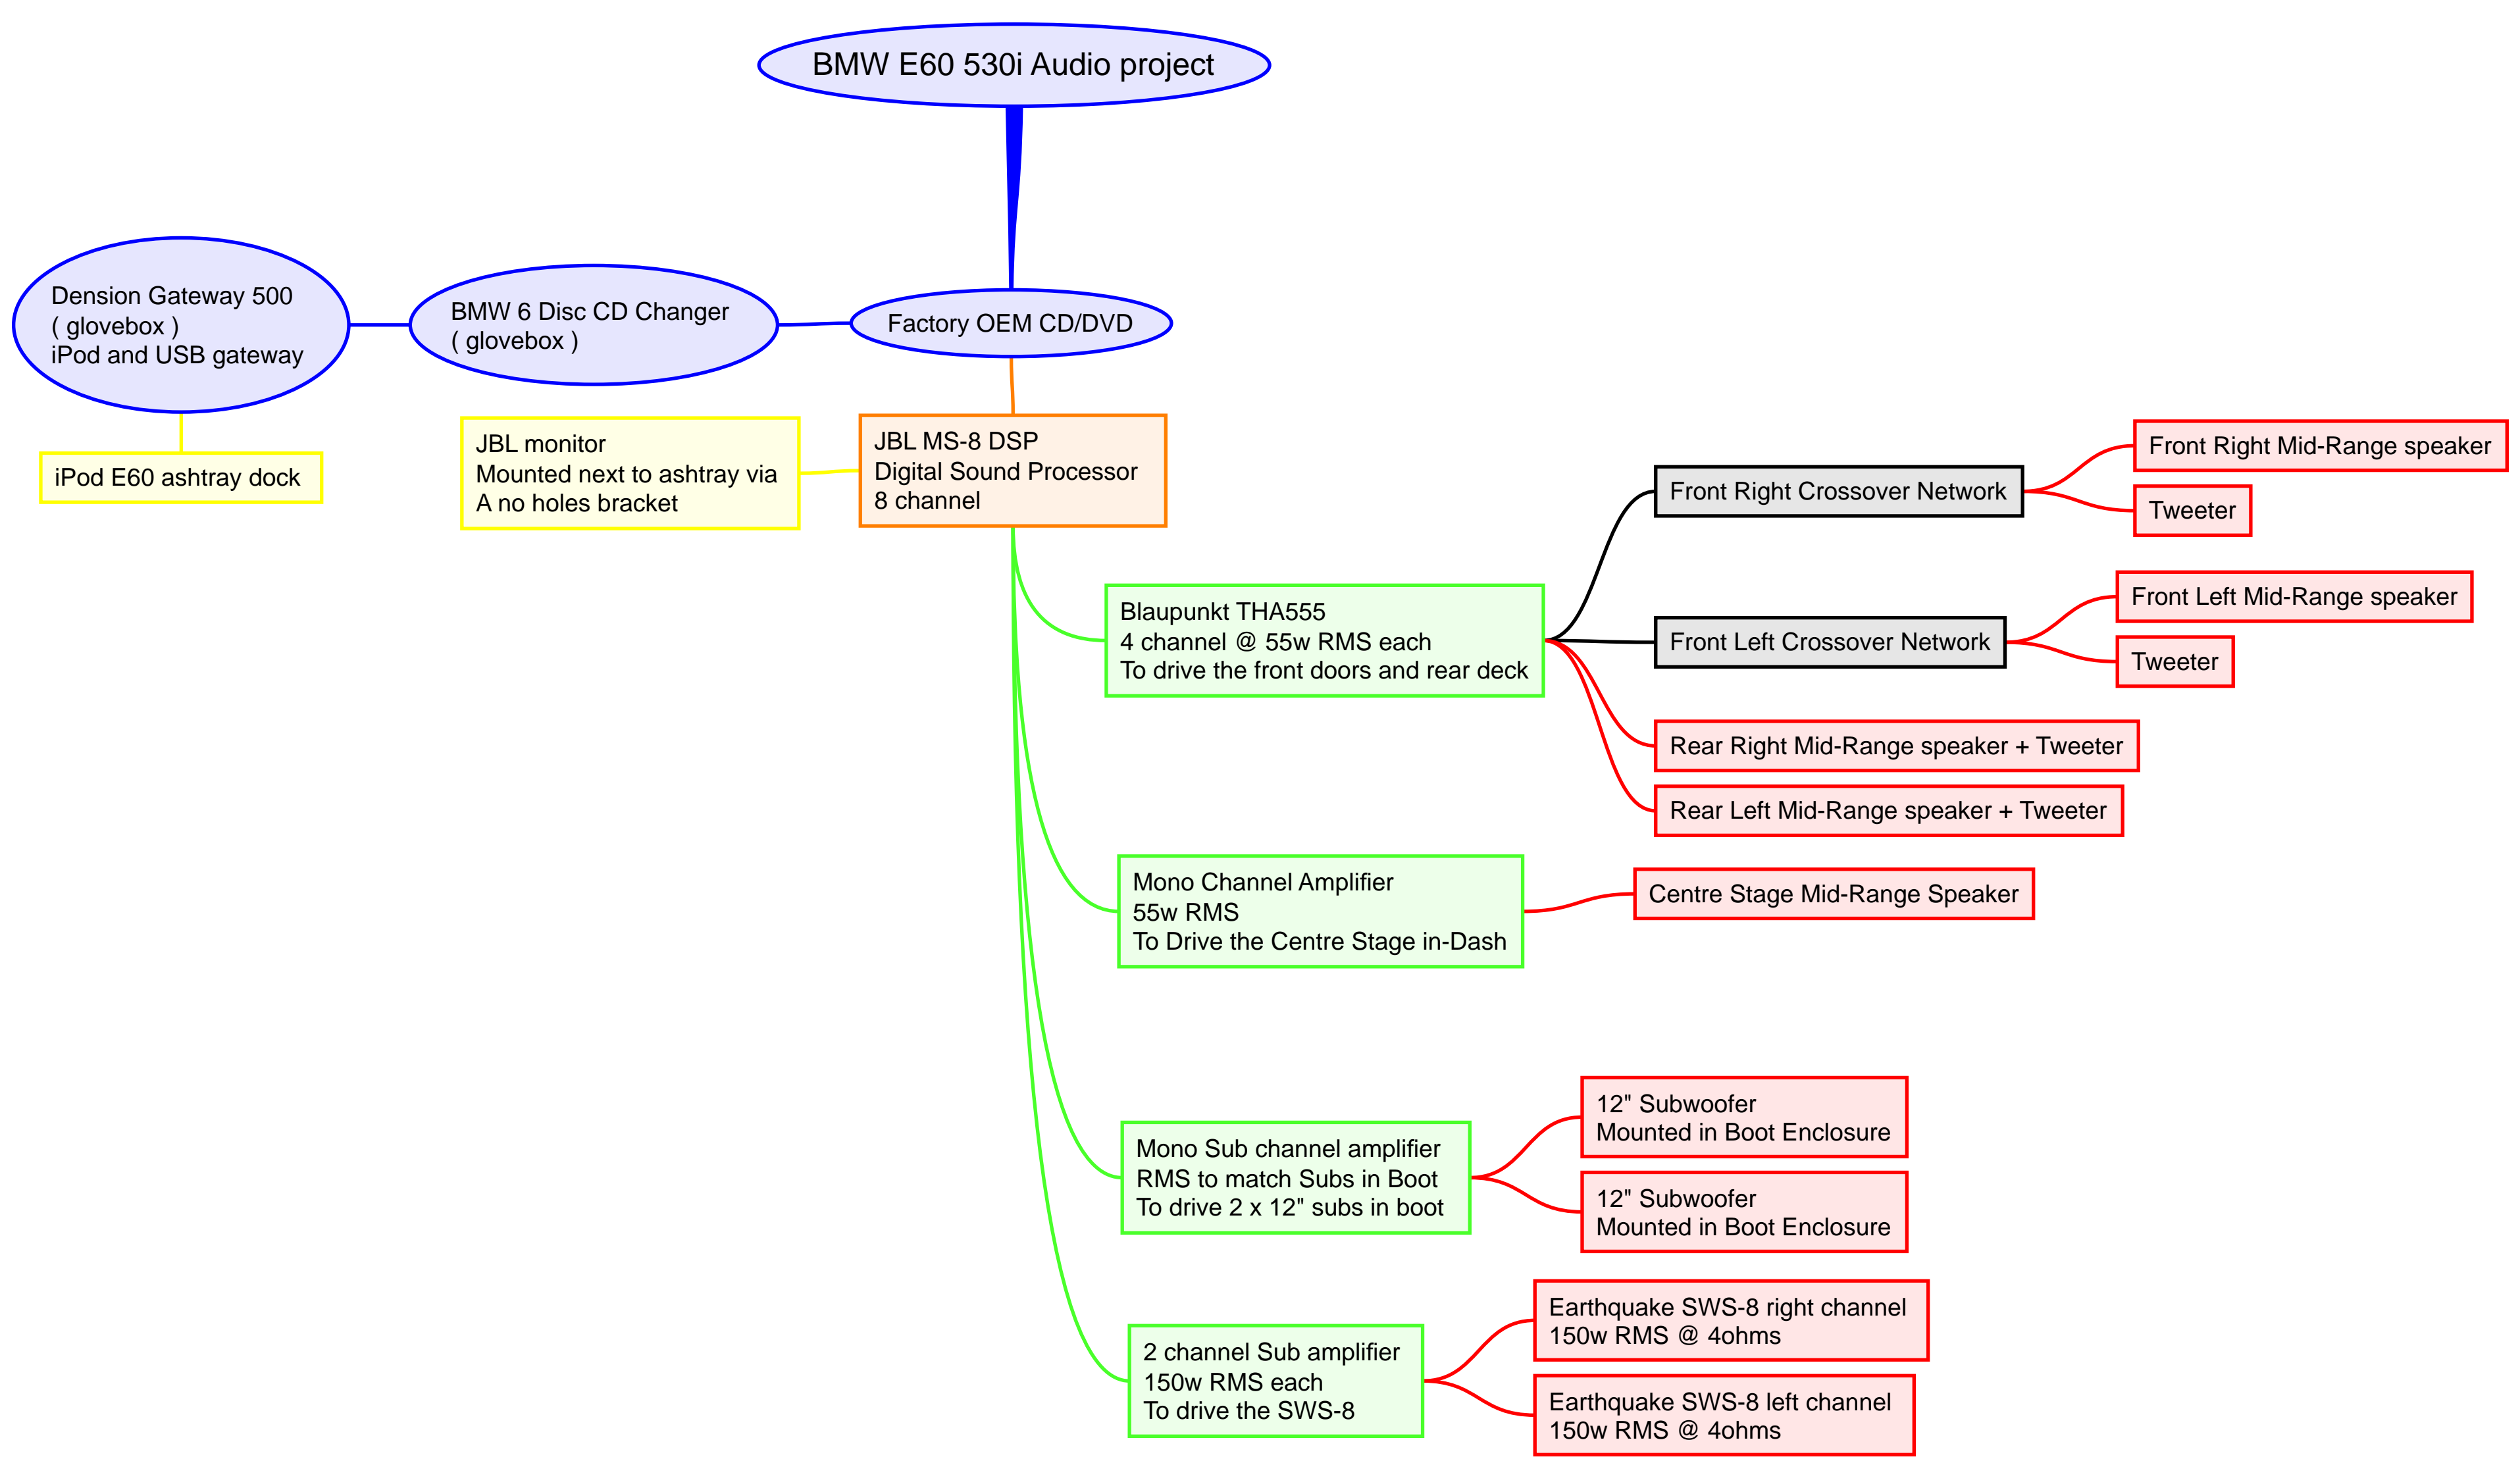 BMW E60 530i Audio project
Dension Gateway 500
( glovebox )
iPod and USB gateway
BMW 6 Disc CD Changer
( glovebox )
Factory OEM CD/DVD
iPod E60 ashtray dock
JBL monitor
Mounted next to ashtray via
A no holes bracket
JBL MS-8 DSP
Digital Sound Processor
8 channel
Blaupunkt THA555
4 channel @ 55w RMS each
To drive the front doors and rear deck
Front Right Crossover Network
Front Right Mid-Range speaker
Tweeter
Front Left Crossover Network
Front Left Mid-Range speaker
Tweeter
Rear Right Mid-Range speaker + Tweeter
Rear Left Mid-Range speaker + Tweeter
Mono Channel Amplifier
55w RMS
To Drive the Centre Stage in-Dash
Centre Stage Mid-Range Speaker
Mono Sub channel amplifier
RMS to match Subs in Boot
To drive 2 x 12" subs in boot
12" Subwoofer
Mounted in Boot Enclosure
12" Subwoofer
Mounted in Boot Enclosure
2 channel Sub amplifier
150w RMS each
To drive the SWS-8
Earthquake SWS-8 right channel
150w RMS @ 4ohms
Earthquake SWS-8 left channel
150w RMS @ 4ohms